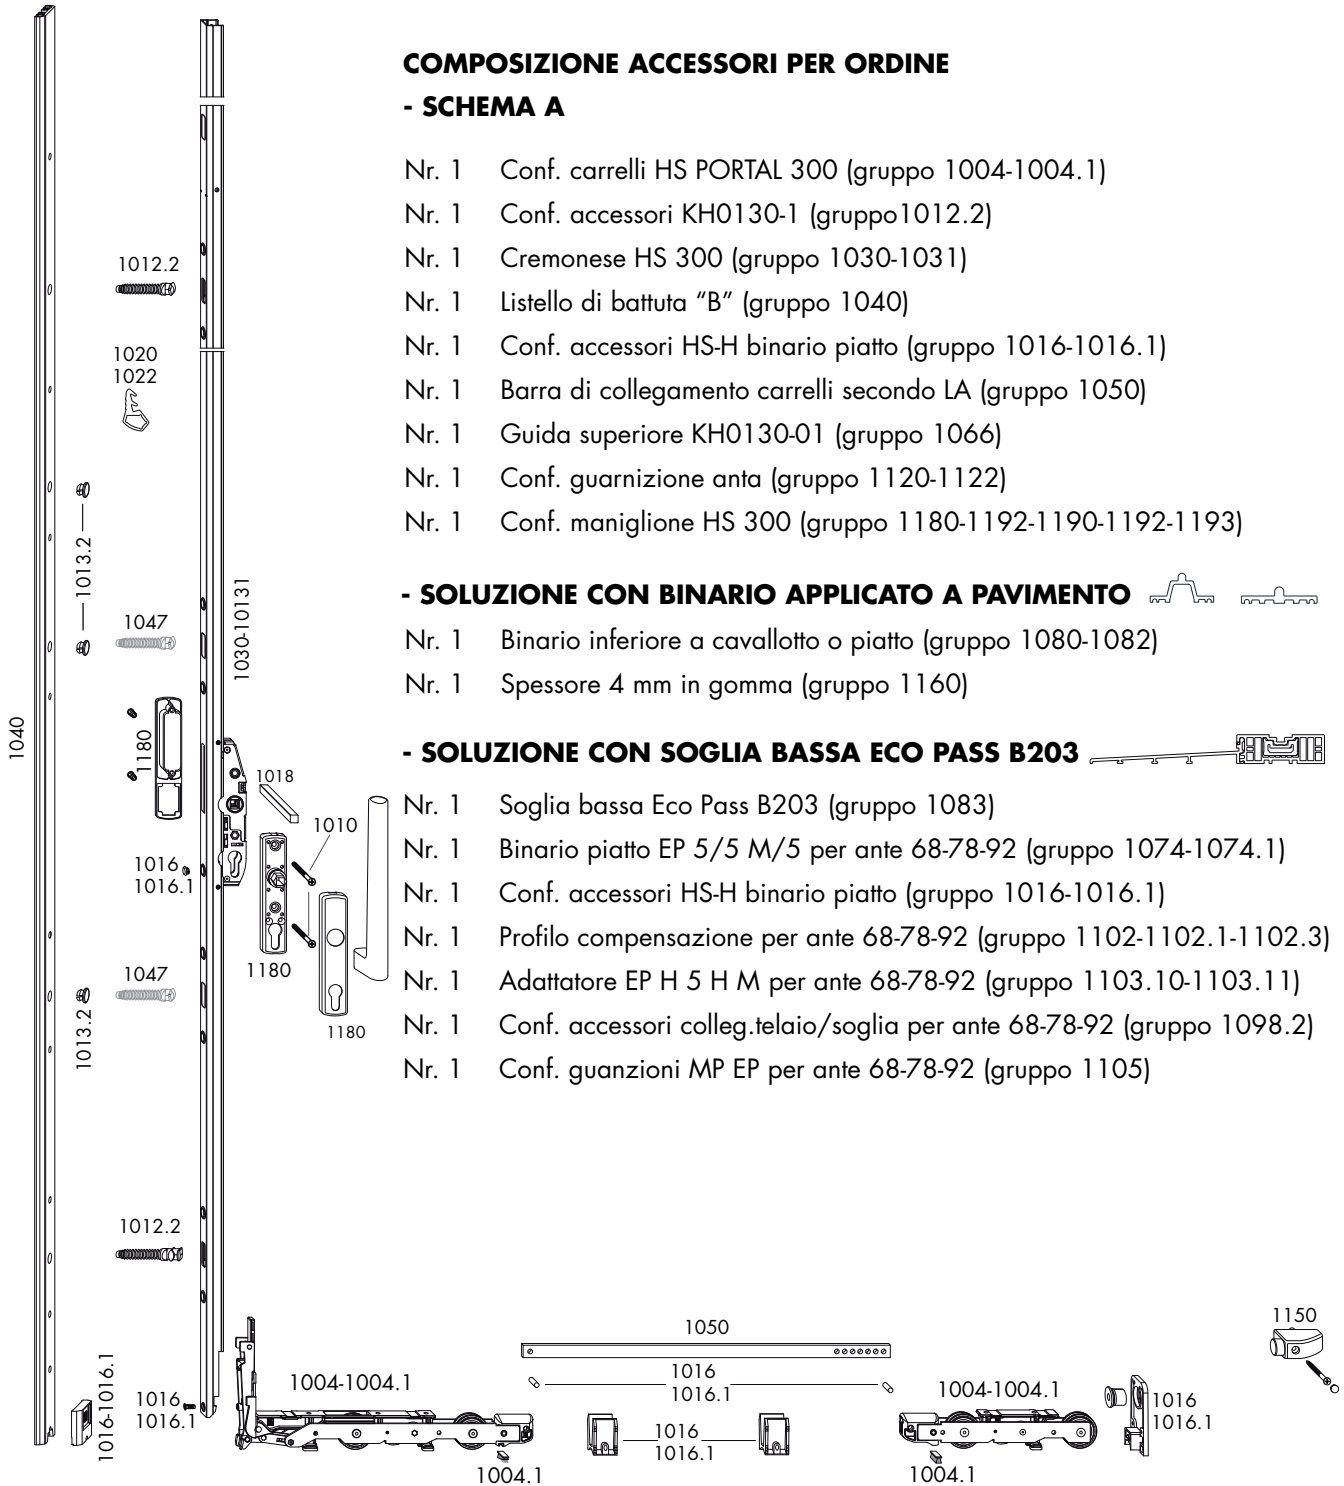 COMPOSIZIONE ACCESSORI PER ORDINE
- SCHEMA A
Nr. 1 Conf. carrelli HS PORTAL 300 (gruppo 1004-1004.1)
Nr. 1 Conf. accessori KH0130-1 (gruppo1012.2)
Nr. 1 Cremonese HS 300 (gruppo 1030-1031)
Nr. 1 Listello di battuta “B” (gruppo 1040)
Nr. 1 Conf. accessori HS-H binario piatto (gruppo 1016-1016.1)
Nr. 1 Barra di collegamento carrelli secondo LA (gruppo 1050)
Nr. 1 Guida superiore KH0130-01 (gruppo 1066)
Nr. 1 Conf. guarnizione anta (gruppo 1120-1122)
Nr. 1 Conf. maniglione HS 300 (gruppo 1180-1192-1190-1192-1193)
- SOLUZIONE CON BINARIO APPLICATO A PAVIMENTO
Nr. 1 Binario inferiore a cavallotto o piatto (gruppo 1080-1082)
Nr. 1 Spessore 4 mm in gomma (gruppo 1160)
- SOLUZIONE CON SOGLIA BASSA ECO PASS B203
Nr. 1 Soglia bassa Eco Pass B203 (gruppo 1083)
Nr. 1 Binario piatto EP 5/5 M/5 per ante 68-78-92 (gruppo 1074-1074.1)
Nr. 1 Conf. accessori HS-H binario piatto (gruppo 1016-1016.1)
Nr. 1 Profilo compensazione per ante 68-78-92 (gruppo 1102-1102.1-1102.3)
Nr. 1 Adattatore EP H 5 H M per ante 68-78-92 (gruppo 1103.10-1103.11)
Nr. 1 Conf. accessori colleg.telaio/soglia per ante 68-78-92 (gruppo 1098.2)
Nr. 1 Conf. guanzioni MP EP per ante 68-78-92 (gruppo 1105)
1012.2
1020
1022
1013.2
1047
1030-10131
1040
1180
1018
1010
1016
1016.1
1180
1180
1047
1013.2
1012.2
1016-1016.1
1016
1016.1
1004-1004.1
1004.1
1050
1016
1016.1
1016
1016.1
1004-1004.1
1004.1
1016
1016.1
1150